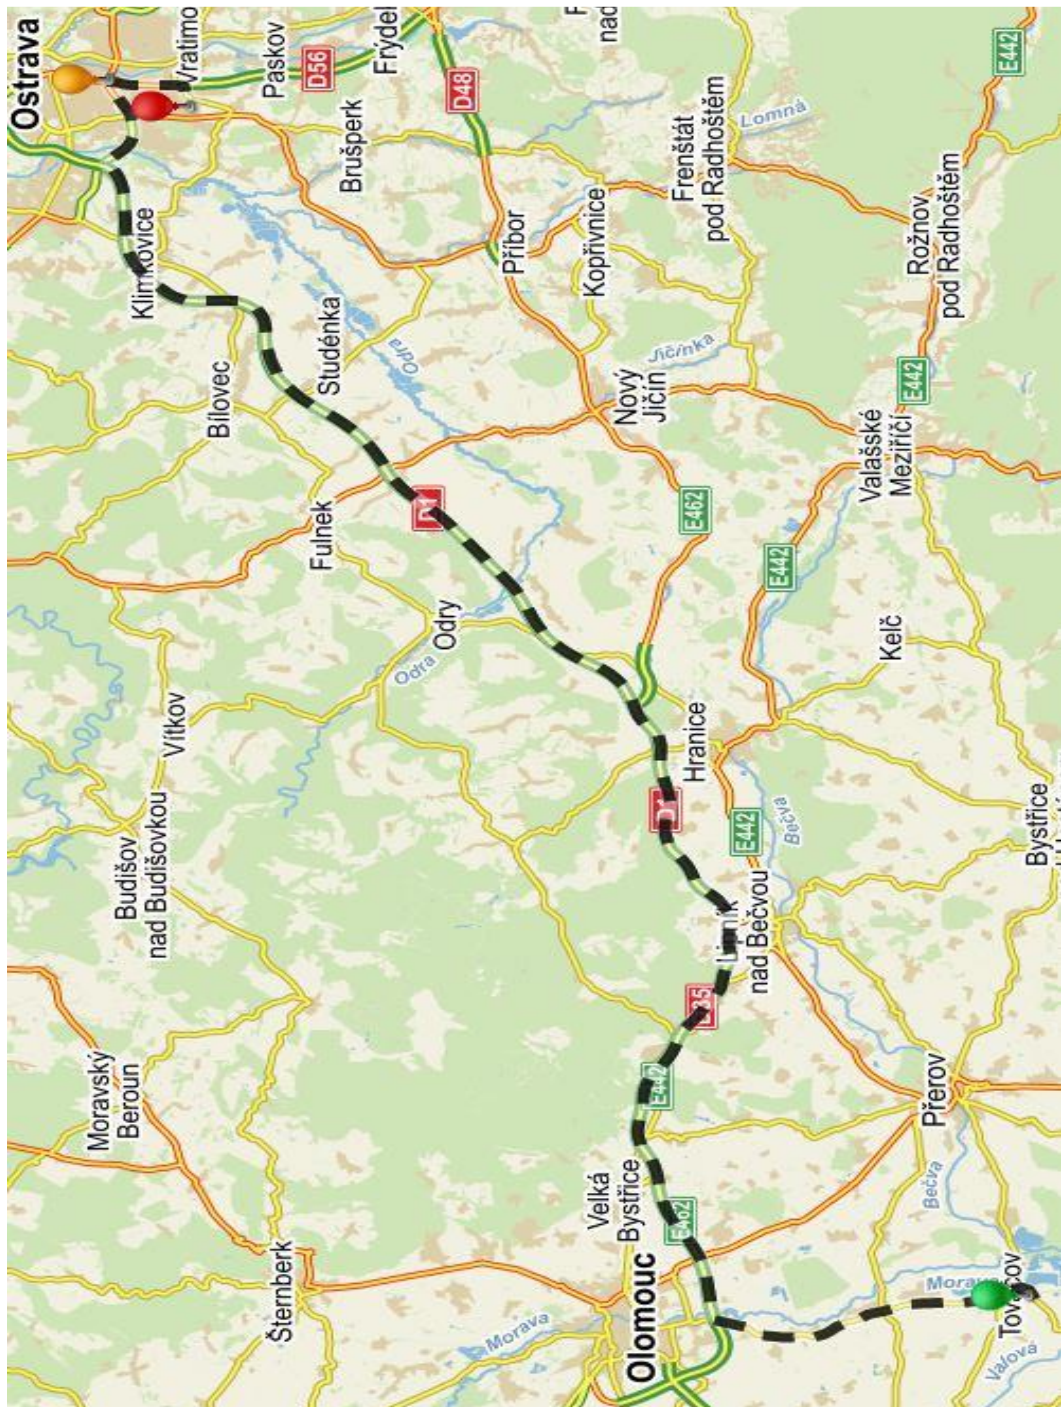 Ostrava
Moravský
Beroun
Budišov
nad Budišovkou
Klimkovice
Vítkov
Vratimo
Bílovec
Šternberk
Paskov
Fulnek
Studénka
D56
Brušperk
Frýdel
Odra
Odra
D1
Odry
D48
Příbor
Morava
Velká
Bystřice
Kopřivnice
F
nad
Olomouc
Nový
Jičín
E442
D1
E462
E462
Jičínka
Hranice
Frenštát
pod Radhoštěm
D35
Lipník
nad Bečvou
E442
Lomná
E442
Bečva
Valašské
Meziříčí
Kelč
E442
Rožnov
pod Radhoštěm
Přerov
Bečva
Morava
Tovačov
Valová
E442
Bystřice